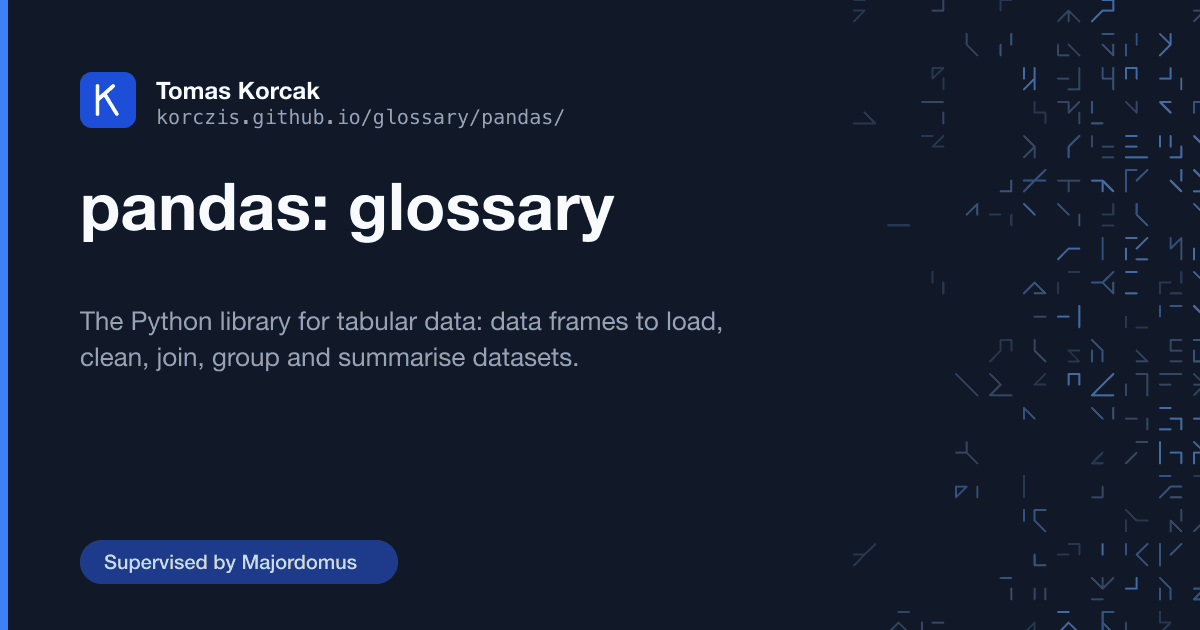 K
Tomas Korcak
korczis.github.io/glossary/pandas/
pandas: glossary
The Python library for tabular data: data frames to load,
clean, join, group and summarise datasets.
Supervised by Majordomus